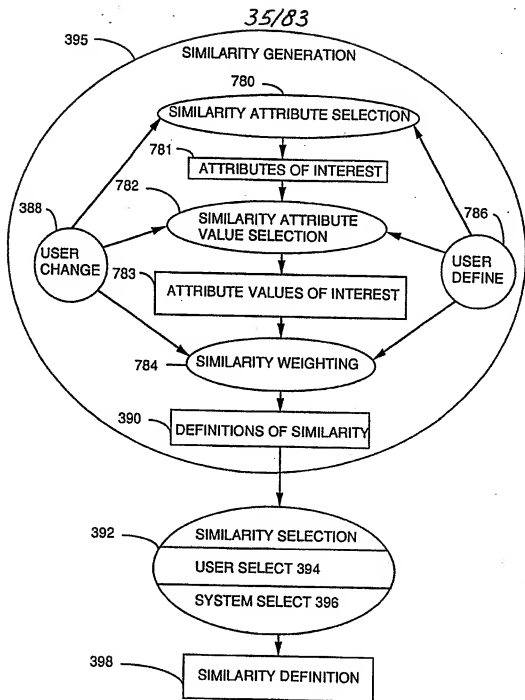 35/83
395
SIMILARITY GENERATION
780
SIMILARITY ATTRIBUTE SELECTION
781
ATTRIBUTES OF INTEREST
782
388
SIMILARITY ATTRIBUTE
VALUE SELECTION
786
USER
CHANGE
USER
DEFINE
783
ATTRIBUTE VALUES OF INTEREST
784
SIMILARITY WEIGHTING
390
DEFINITIONS OF SIMILARITY
392
SIMILARITY SELECTION
USER SELECT 394
SYSTEM SELECT 396
398
SIMILARITY DEFINITION